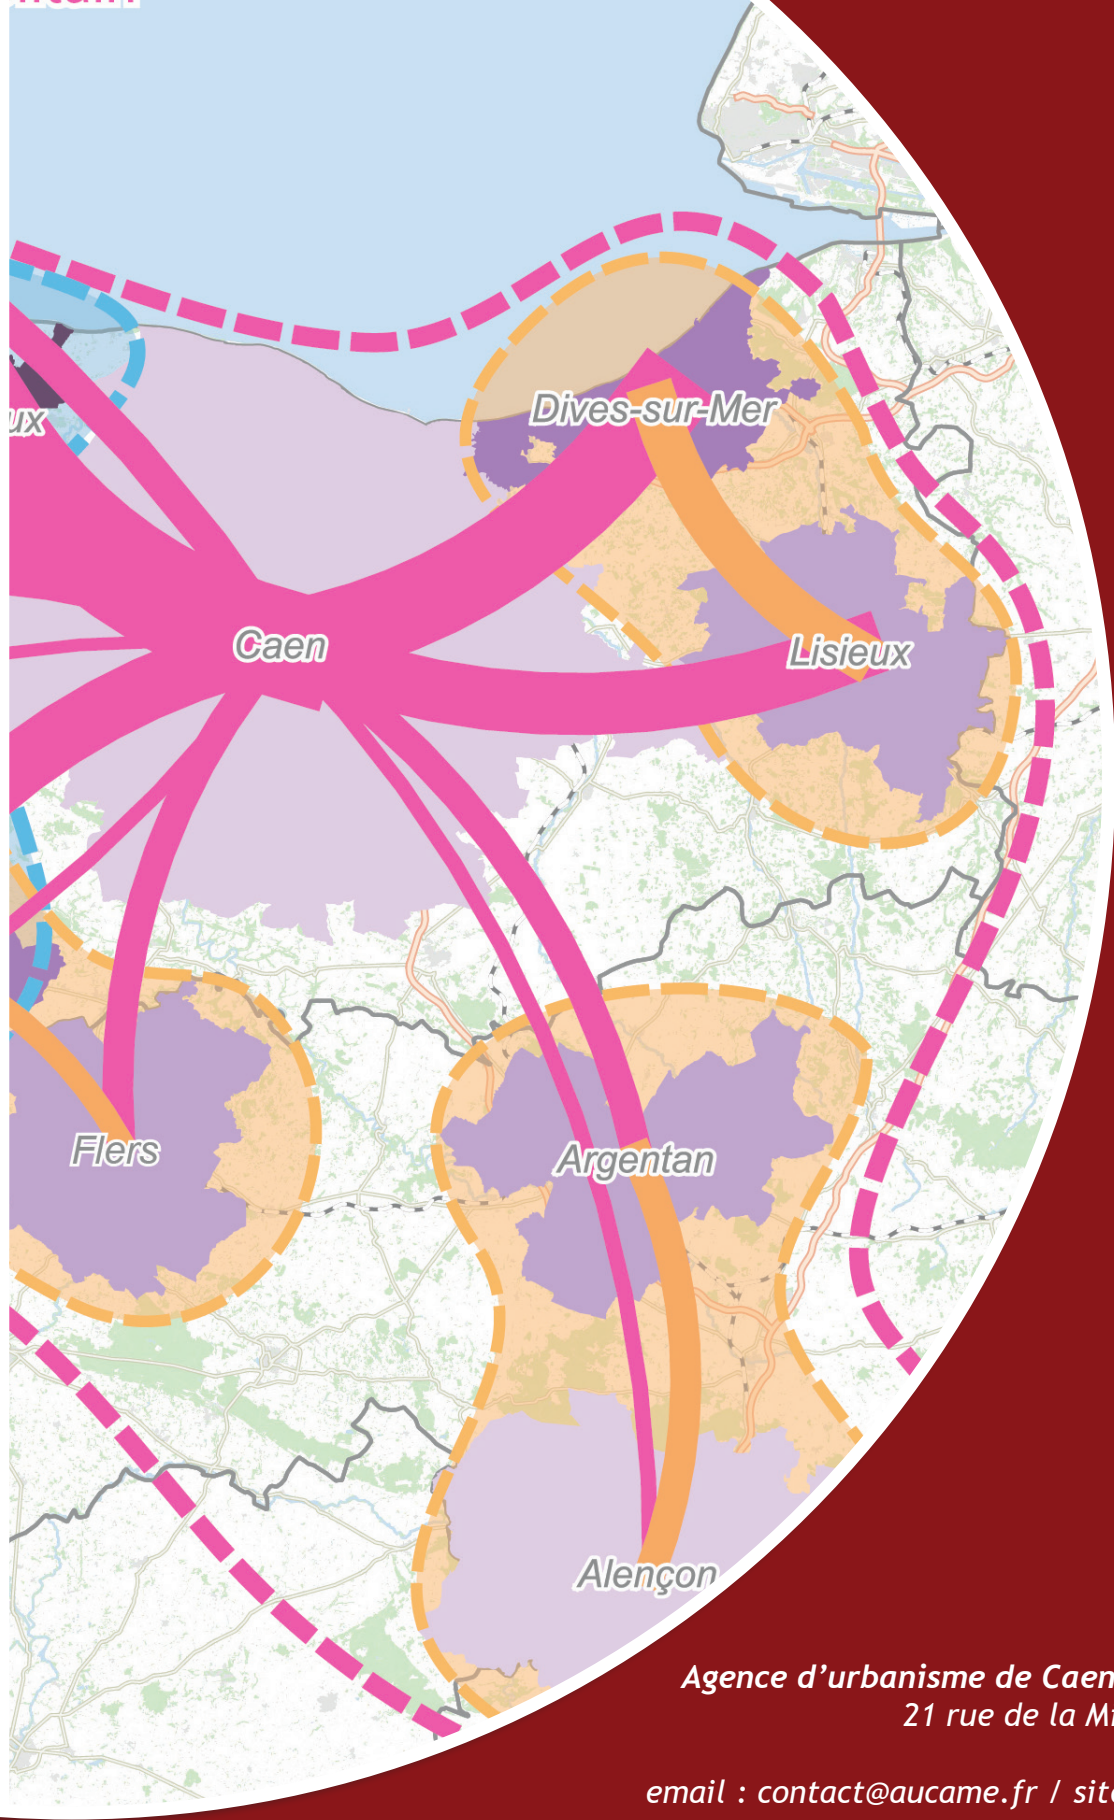 Dives-sur-Mer
ux
Caen
Lisieux
Flers
Argentan
Alençon
Agence d’urbanisme de Caen
21 rue de la
email : contact@aucame.fr /